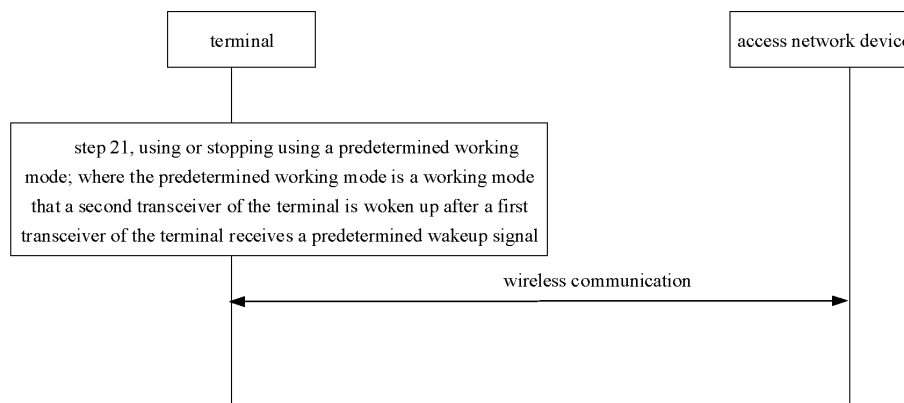 terminal
access network device
step 21, using or stopping using a predetermined working
mode; where the predetermined working mode is a working mode
that a second transceiver of the terminal is woken up after a first
transceiver of the terminal receives a predetermined wakeup signal
wireless communication